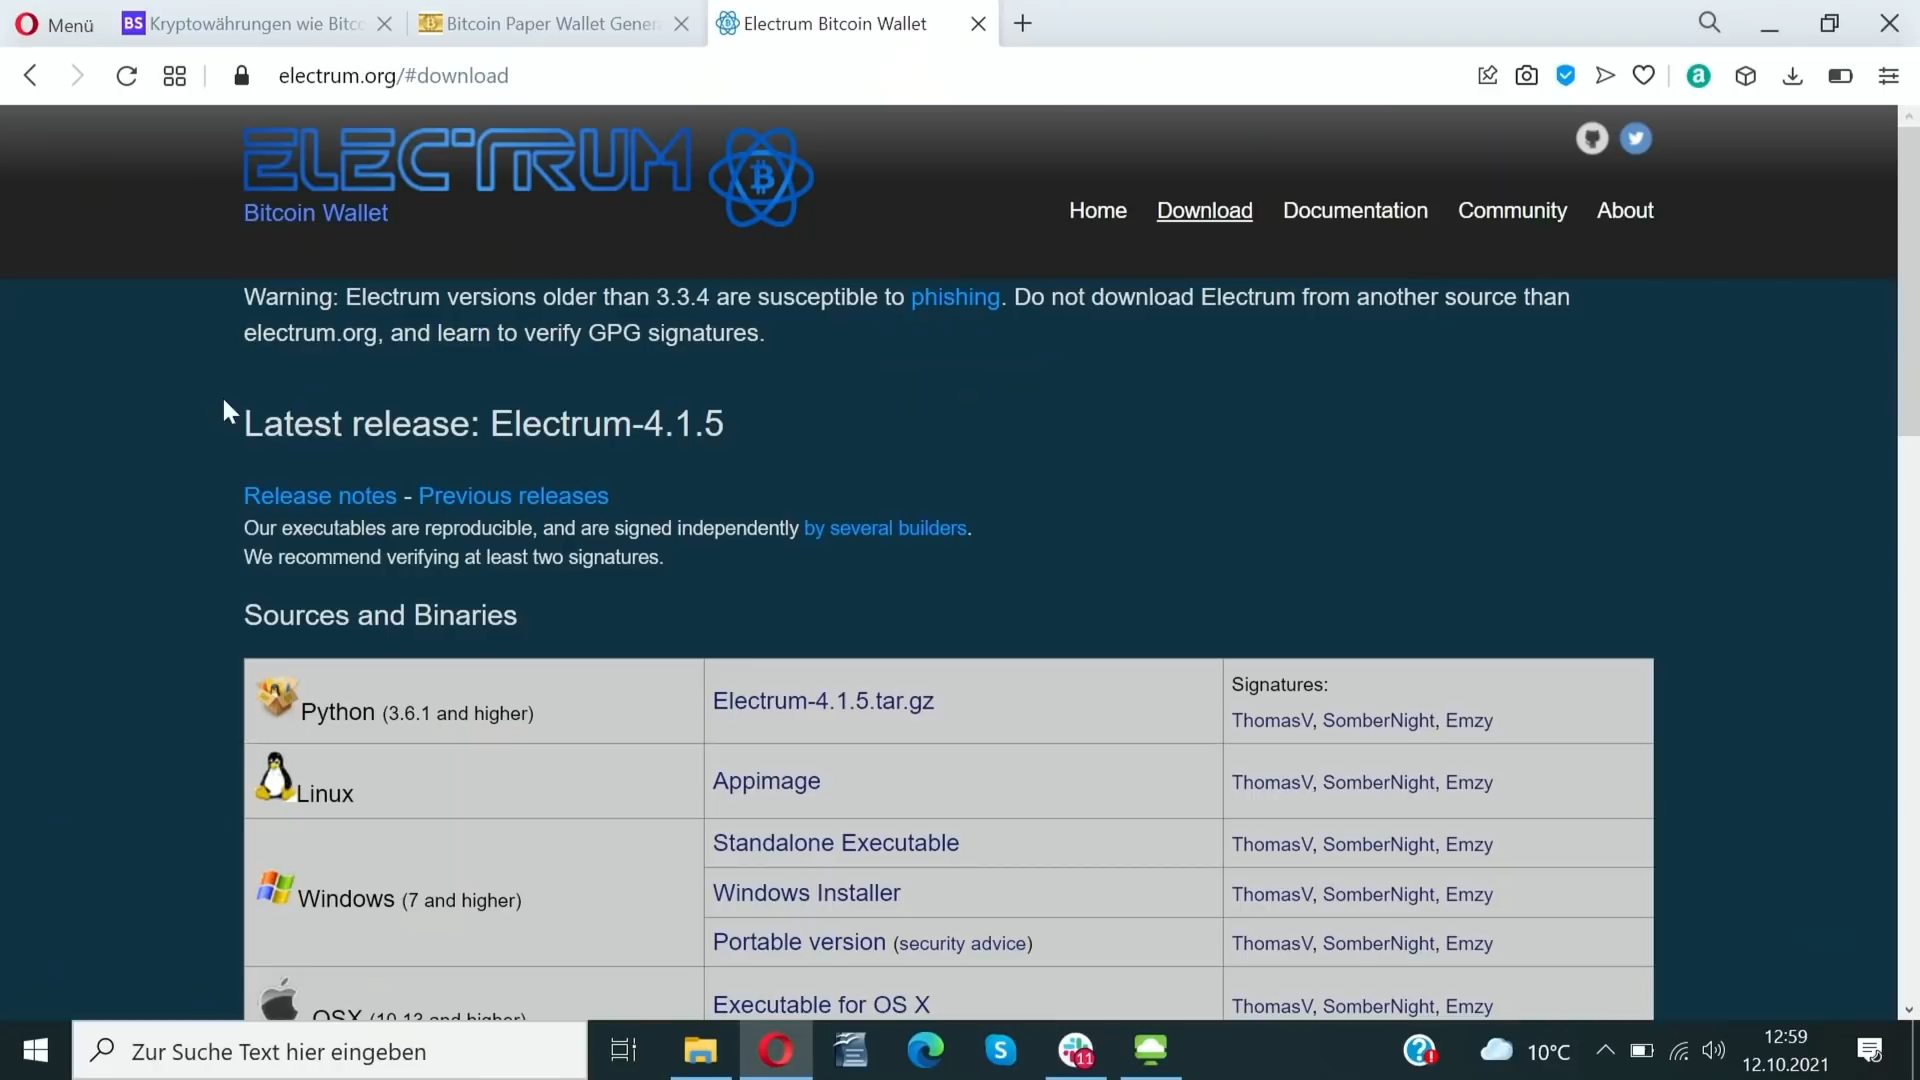 Menü
BS Kryptowährungen wie Bitco
Bitcoin Paper Wallet Gener
Electrum Bitcoin Wallet
electrum.org/#download
a
ELECTRUM
Bitcoin Wallet
Home Download Documentation Community About
Warning: Electrum versions older than 3.3.4 are susceptible to phishing. Do not download Electrum from another source than
electrum.org, and learn to verify GPG signatures.
Latest release: Electrum-4.1.5
Release notes - Previous releases
Our executables are reproducible, and are signed independently by several builders.
We recommend verifying at least two signatures.
Sources and Binaries
Python (3.6.1 and higher) Electrum-4.1.5.tar.gz Signatures:
ThomasV, SomberNight, Emzy
Linux Appimage ThomasV, SomberNight, Emzy
Standalone Executable ThomasV, SomberNight, Emzy
Windows (7 and higher) Windows Installer ThomasV, SomberNight, Emzy
Portable version (security advice) ThomasV, SomberNight, Emzy
OSX (10.13 and higher) Executable for OS X ThomasV, SomberNight, Emzy
Zur Suche Text hier eingeben
S
11
10°C
12:59
12.10.2021